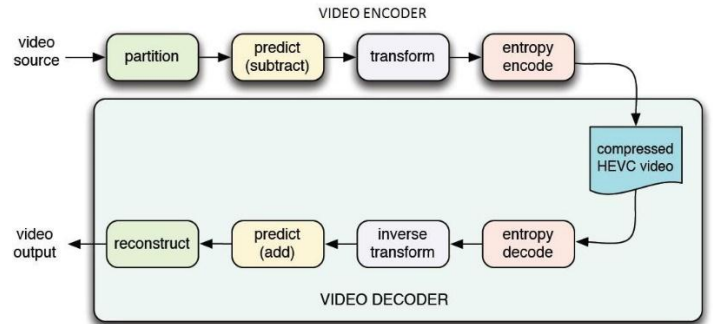 VIDEO ENCODER
video
source
partition
predict
(subtract)
transform
entropy
encode
compressed
HEVC video
video
output
reconstruct
predict
(add)
inverse
transform
entropy
decode
VIDEO DECODER